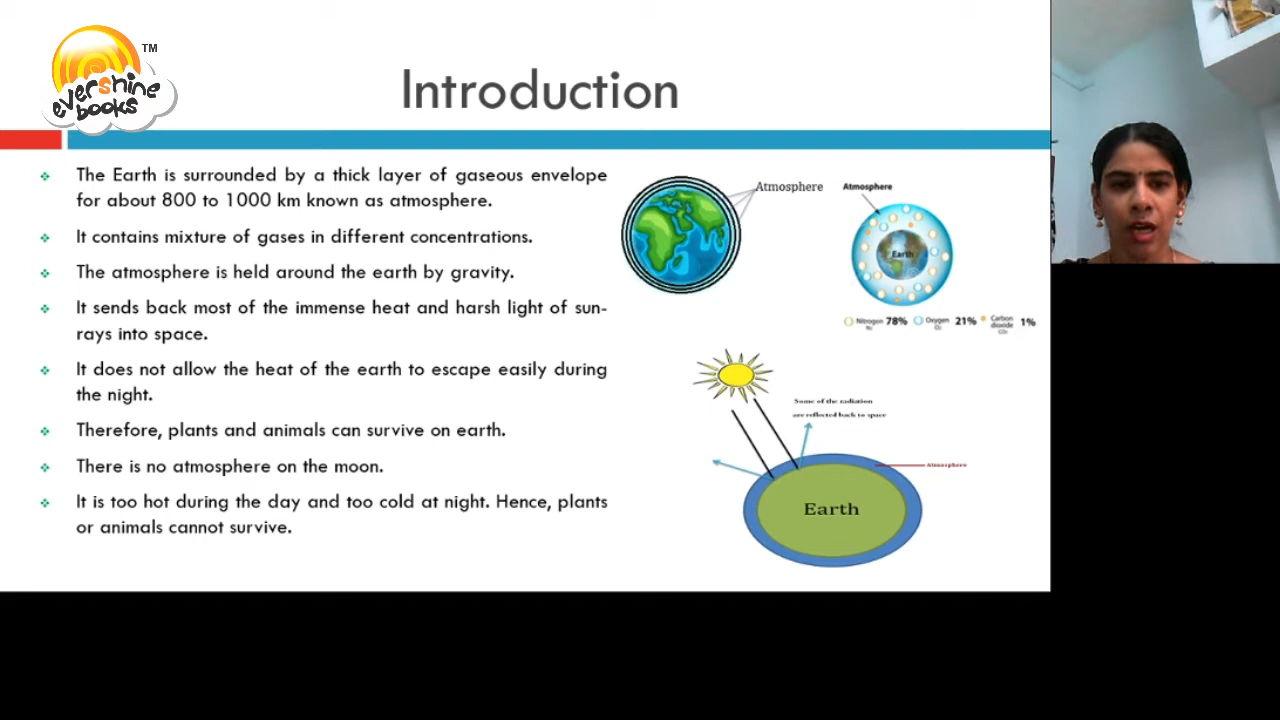 evershine
books
TM
Introduction
The Earth is surrounded by a thick layer of gaseous envelope
for about 800 to 1000 km known as atmosphere.
It contains mixture of gases in different concentrations.
The atmosphere is held around the earth by gravity.
It sends back most of the immense heat and harsh light of sun-
rays into space.
It does not allow the heat of the earth to escape easily during
the night.
Therefore, plants and animals can survive on earth.
There is no atmosphere on the moon.
It is too hot during the day and too cold at night. Hence, plants
or animals cannot survive.
Atmosphere
Atmosphere
Earth
Nitrogen 78% Oxygen 21% Carbon dioxide 1%
N₂ O₂ CO₂
Some of the radiation
are reflected back to space
Atmosphere
Earth